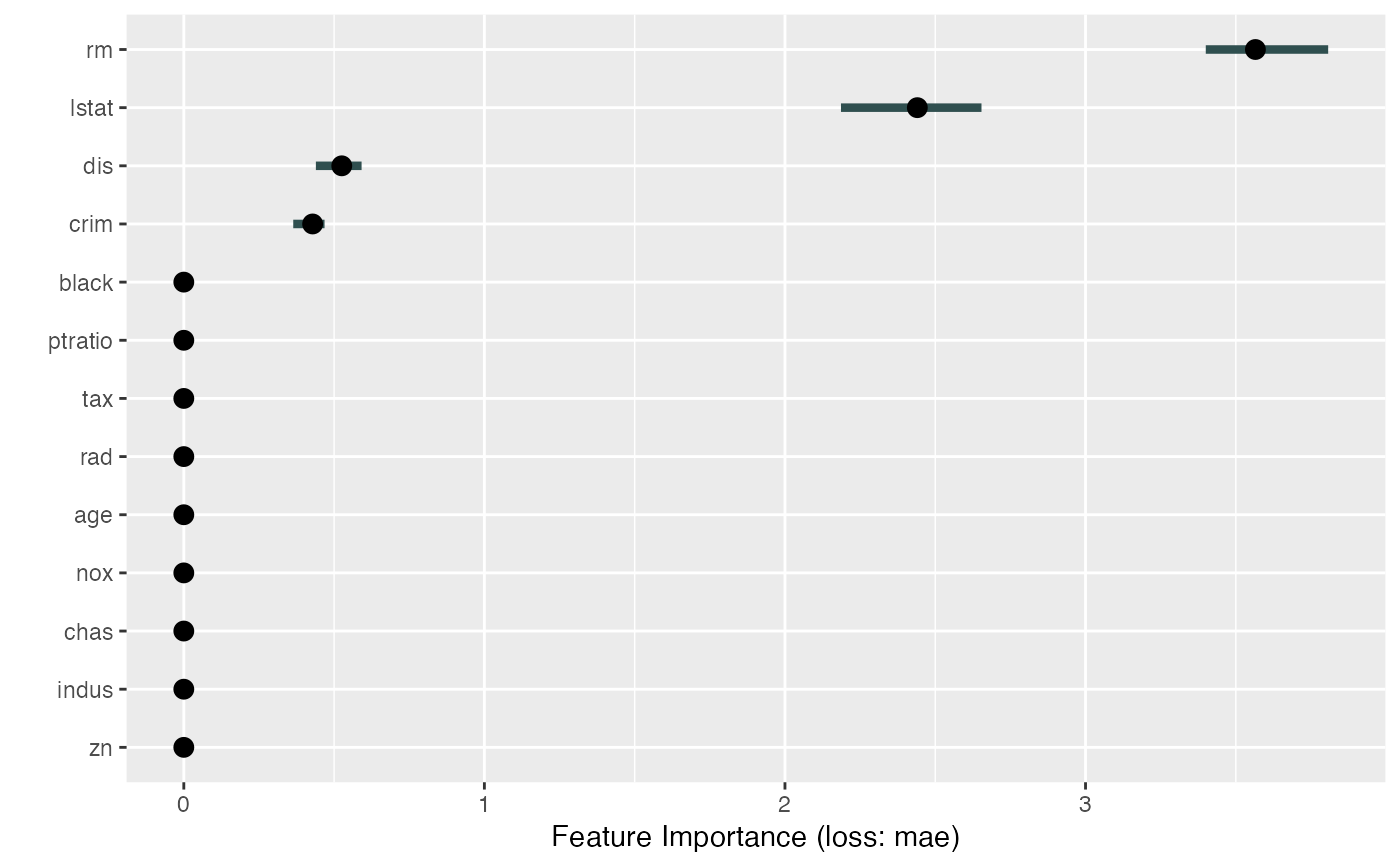 rm
lstat
dis
crim
black
ptratio
tax
rad
age
nox
chas
indus
zn
0 1 2 3
Feature Importance (loss: mae)